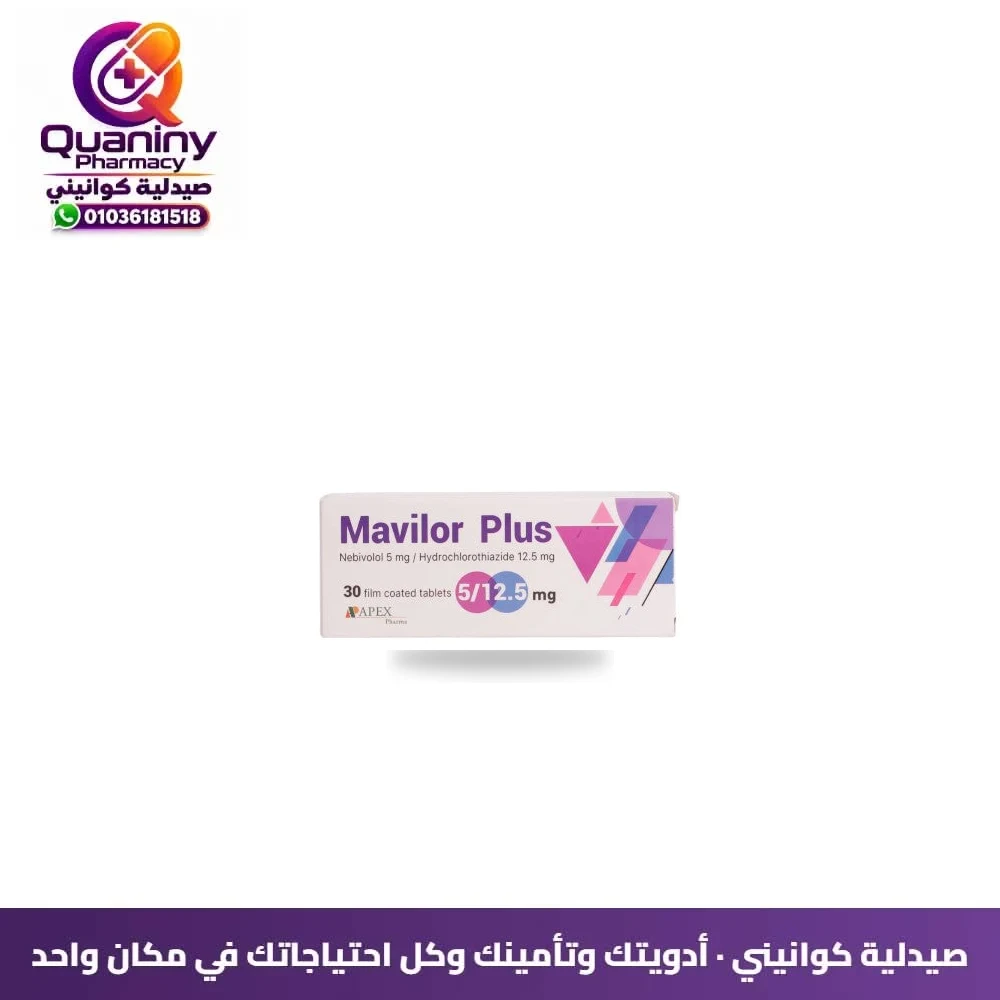 Quaniny
Pharmacy
صيدلية كوانيني
01036181518
Mavilor Plus
Nebivolol 5 mg / Hydrochlorothiazide 12.5 mg
30 film coated tablets 5/12.5 mg
APEX
Pharma
صيدلية كوانيني · أدويتك وتأمينك وكل احتياجاتك في مكان واحد